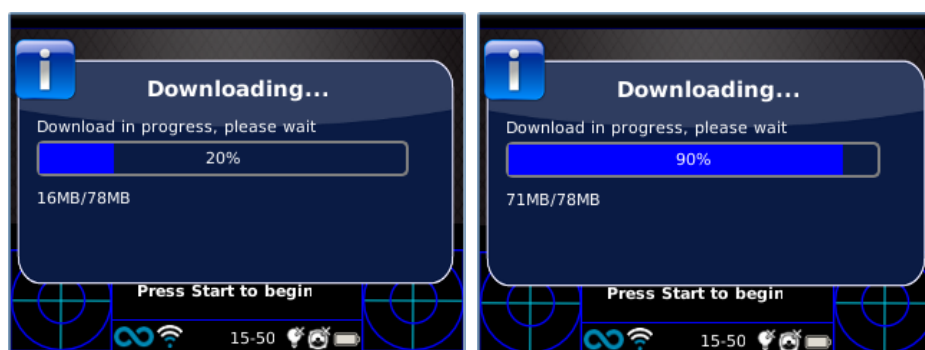 Downloading...
Download in progress, please wait
20%
16MB/78MB
Press Start to begin
15-50
Downloading...
Download in progress, please wait
90%
71MB/78MB
Press Start to begin
15-50